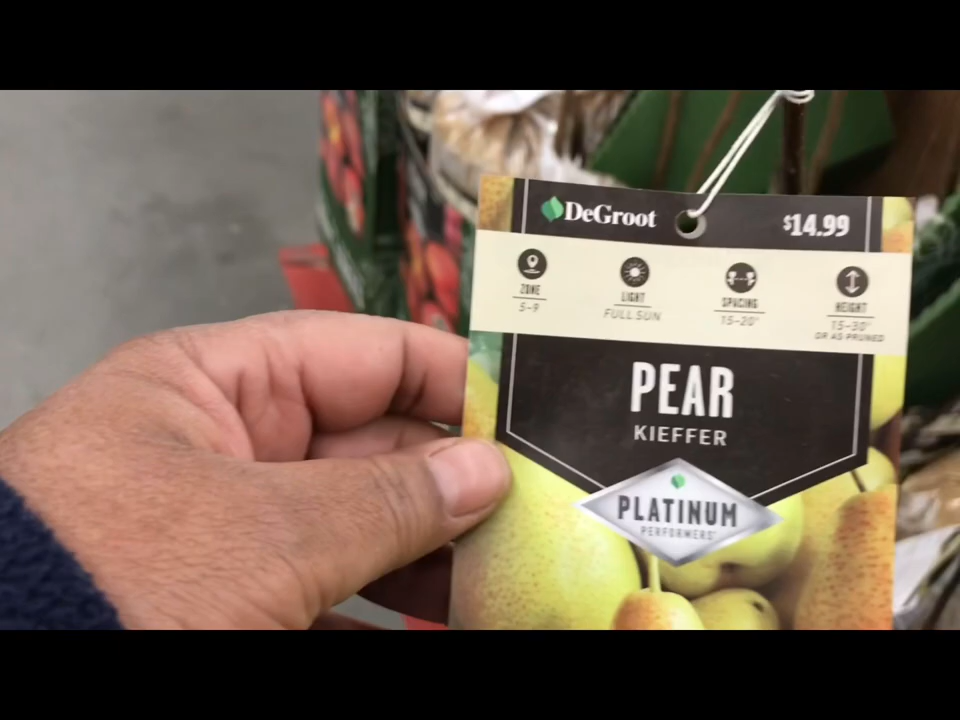 DeGroot
$14.99
ZONE
5-9
LIGHT
FULL SUN
SPACING
15-20'
HEIGHT
15-30'
OR AS PRUNED
PEAR
KIEFFER
PLATINUM
PERFORMERS